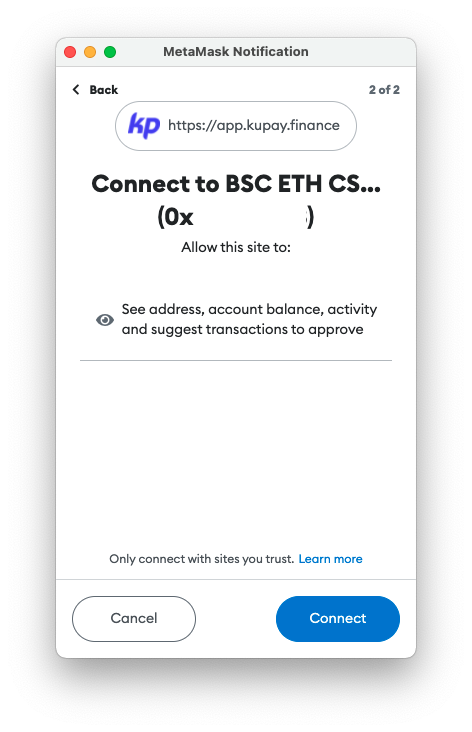 MetaMask Notification
Back
2 of 2
kp https://app.kupay.finance
Connect to BSC ETH CS...
(0x )
Allow this site to:
See address, account balance, activity
and suggest transactions to approve
Only connect with sites you trust. Learn more
Cancel
Connect